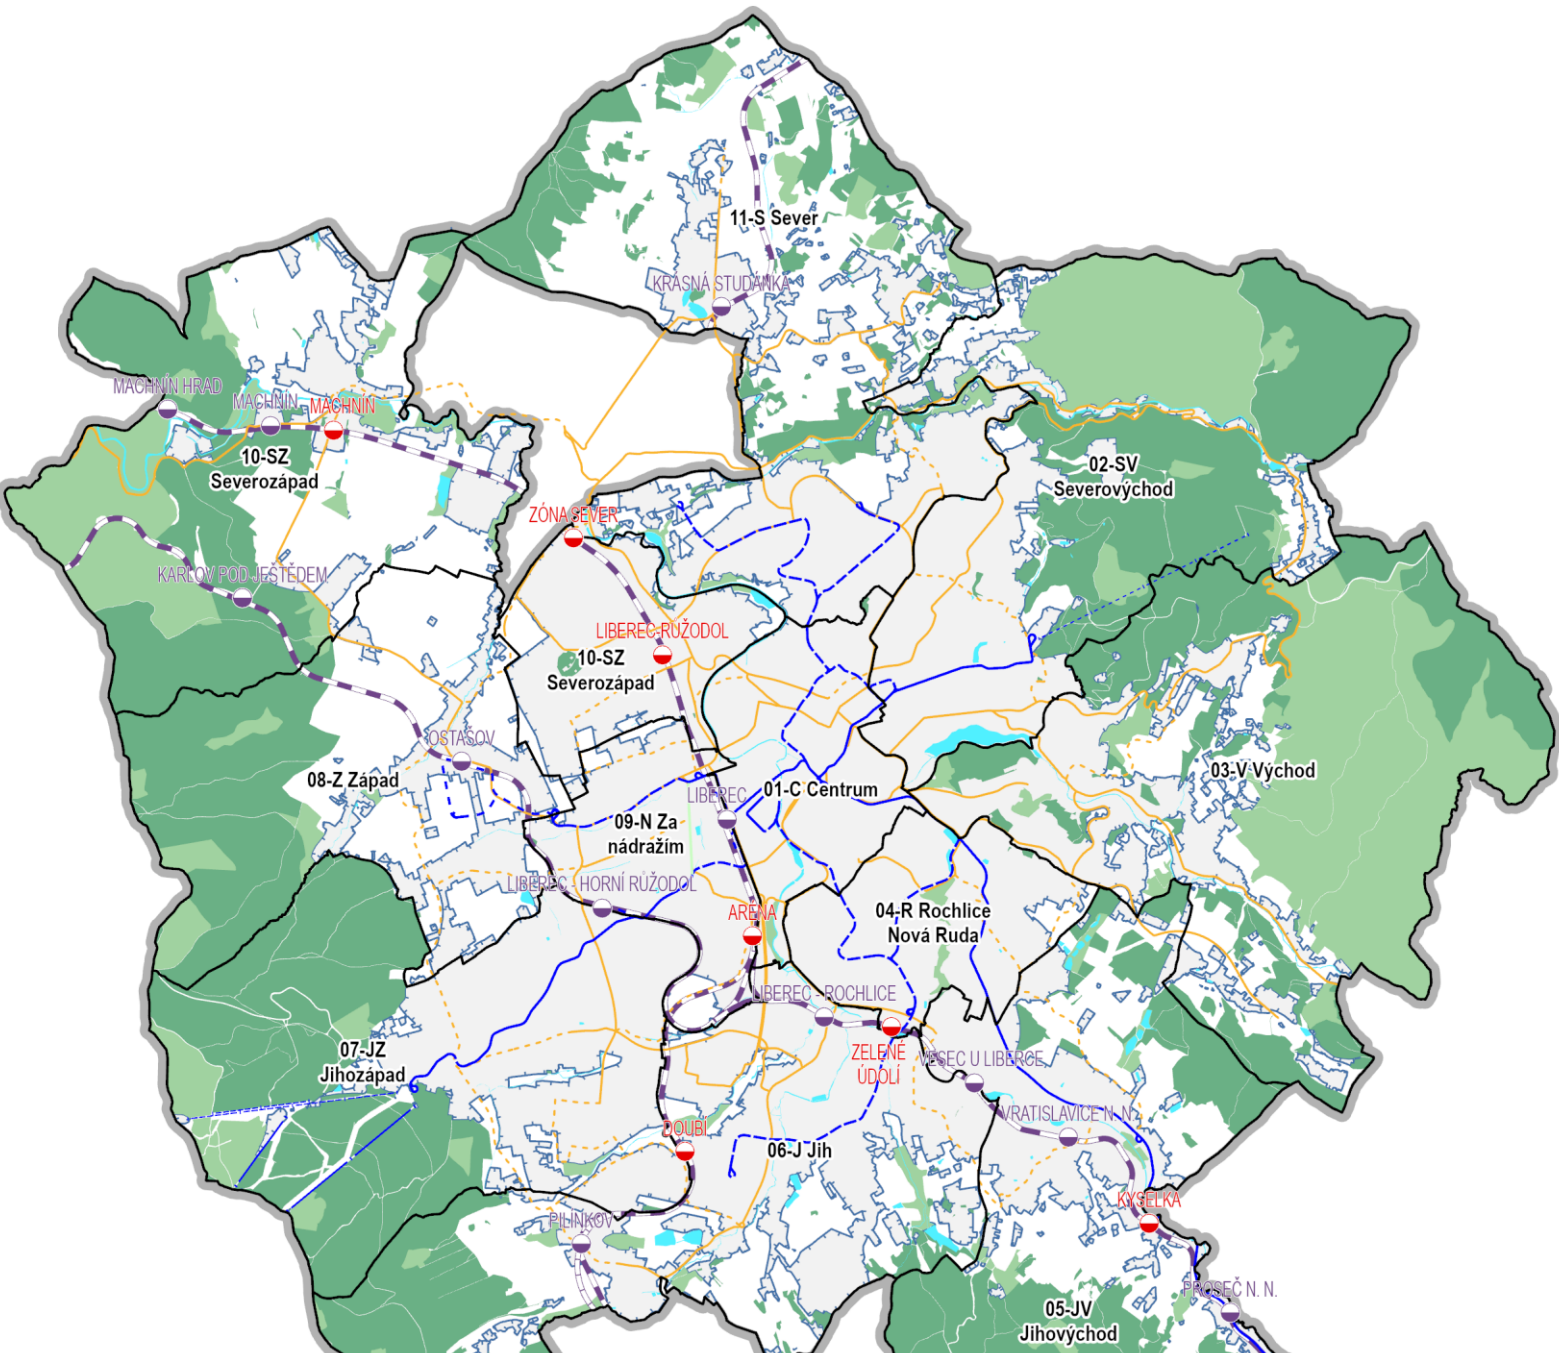 11-S Sever
KRÁSNÁ STUDÁNKA
MACHNÍN HRAD
MACHNÍN
MACHNÍN
10-SZ
Severozápad
02-SV
Severovýchod
ZÓNA SEVER
KARLOV POD JEŠTĚDEM
LIBEREC-RŮŽODOL
10-SZ
Severozápad
OSTAŠOV
08-Z Západ
03-V Východ
LIBEREC
01-C Centrum
09-N Za
nádražím
LIBEREC - HORNÍ RŮŽODOL
ARENA
04-R Rochlice
Nová Ruda
LIBEREC - ROCHLICE
07-JZ
Jihozápad
ZELENÉ
ÚDOLÍ
VESEC U LIBERCE
VRATISLAVICE N. N.
DOUBÍ
06-J Jih
KYSELKA
PILINKOV
PROSEČ N. N.
05-JV
Jihovýchod